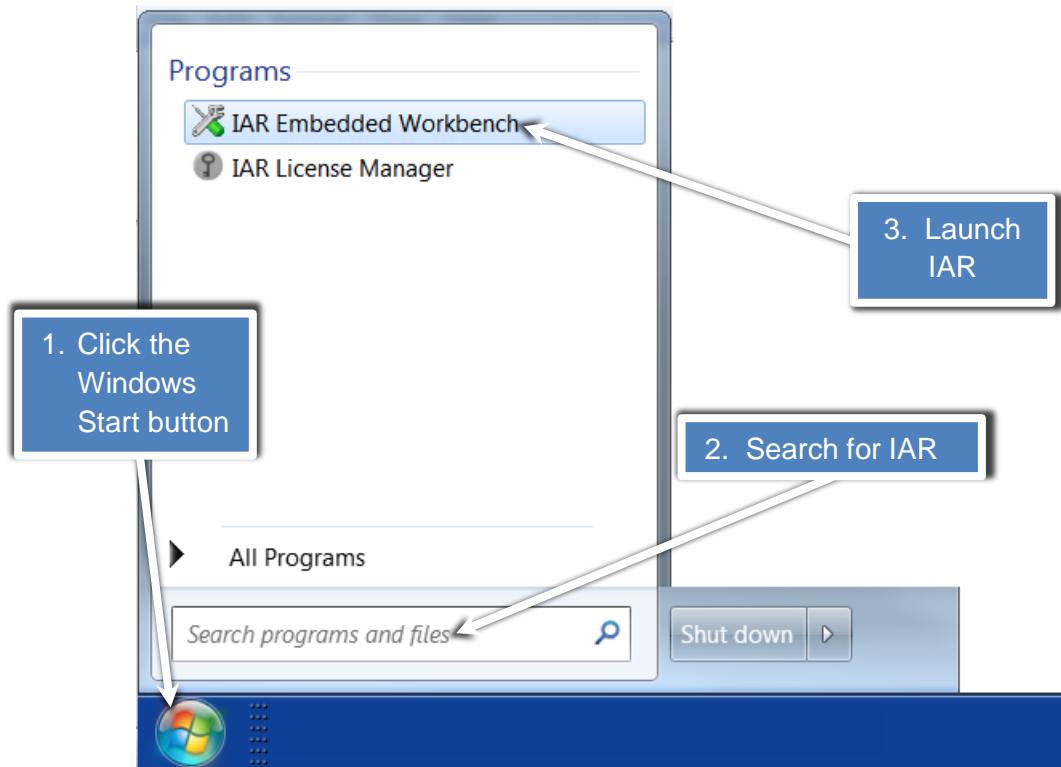 Programs
IAR Embedded Workbench
IAR License Manager
3. Launch
IAR
1. Click the
Windows
Start button
2. Search for IAR
All Programs
Search programs and files
Shut down